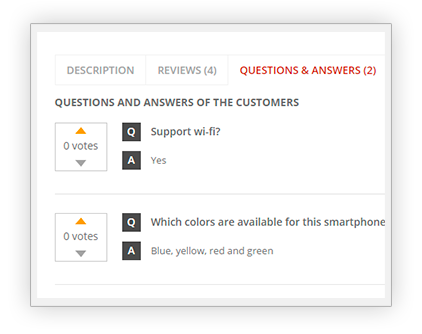 DESCRIPTION REVIEWS (4) QUESTIONS & ANSWERS (2)
QUESTIONS AND ANSWERS OF THE CUSTOMERS
0 votes
Q Support wi-fi?
A Yes
0 votes
Q Which colors are available for this smartphone
A Blue, yellow, red and green